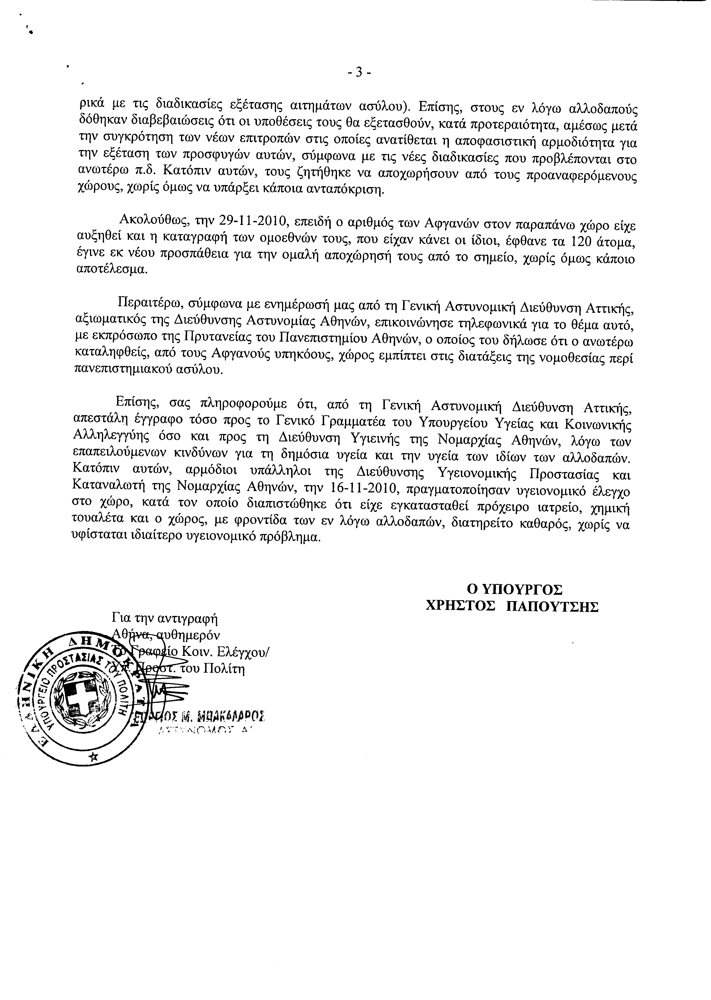 - 3 -
ρικά με τις διαδικασίες εξέτασης αιτημάτων ασύλου). Επίσης, στους εν λόγω αλλοδαπούς
δόθηκαν διαβεβαιώσεις ότι οι υποθέσεις τους θα εξετασθούν, κατά προτεραιότητα, αμέσως μετά
την συγκρότηση των νέων επιτροπών στις οποίες ανατίθεται η αποφασιστική αρμοδιότητα για
την εξέταση των προσφυγών αυτών, σύμφωνα με τις νέες διαδικασίες που προβλέπονται στο
ανωτέρω π.δ. Κατόπιν αυτών, τους ζητήθηκε να αποχωρήσουν από τους προαναφερόμενους
χώρους, χωρίς όμως να υπάρξει κάποια ανταπόκριση.
Ακολούθως, την 29-11-2010, επειδή ο αριθμός των Αφγανών στον παραπάνω χώρο είχε
αυξηθεί και η καταγραφή των ομοεθνών τους, που είχαν κάνει οι ίδιοι, έφθανε τα 120 άτομα,
έγινε εκ νέου προσπάθεια για την ομαλή αποχώρησή τους από το σημείο, χωρίς όμως κάποιο
αποτέλεσμα.
Περαιτέρω, σύμφωνα με ενημέρωσή μας από τη Γενική Αστυνομική Διεύθυνση Αττικής,
αξιωματικός της Διεύθυνσης Αστυνομίας Αθηνών, επικοινώνησε τηλεφωνικά για το θέμα αυτό,
με εκπρόσωπο της Πρυτανείας του Πανεπιστημίου Αθηνών, ο οποίος του δήλωσε ότι ο ανωτέρω
καταληφθείς, από τους Αφγανούς υπηκόους, χώρος εμπίπτει στις διατάξεις της νομοθεσίας περί
πανεπιστημιακού ασύλου.
Επίσης, σας πληροφορούμε ότι, από τη Γενική Αστυνομική Διεύθυνση Αττικής,
απεστάλη έγγραφο τόσο προς το Γενικό Γραμματέα του Υπουργείου Υγείας και Κοινωνικής
Αλληλεγγύης όσο και προς τη Διεύθυνση Υγιεινής της Νομαρχίας Αθηνών, λόγω των
επαπειλούμενων κινδύνων για τη δημόσια υγεία και την υγεία των ιδίων των αλλοδαπών.
Κατόπιν αυτών, αρμόδιοι υπάλληλοι της Διεύθυνσης Υγειονομικής Προστασίας και
Καταναλωτή της Νομαρχίας Αθηνών, την 16-11-2010, πραγματοποίησαν υγειονομικό έλεγχο
στο χώρο, κατά τον οποίο διαπιστώθηκε ότι είχε εγκατασταθεί πρόχειρο ιατρείο, χημική
τουαλέτα και ο χώρος, με φροντίδα των εν λόγω αλλοδαπών, διατηρείτο καθαρός, χωρίς να
υφίσταται ιδιαίτερο υγειονομικό πρόβλημα.
Ο ΥΠΟΥΡΓΟΣ
ΧΡΗΣΤΟΣ ΠΑΠΟΥΤΣΗΣ
Για την αντιγραφή
Αθήνα, αυθημερόν
Το Γραφείο Κοιν. Ελέγχου/
Υπ. Προστ. του Πολίτη
ΕΛΛΗΝΙΚΗ ΔΗΜΟΚΡΑΤΙΑ
ΥΠΟΥΡΓΕΙΟ ΠΡΟΣΤΑΣΙΑΣ ΤΟΥ ΠΟΛΙΤΗ
Μ. ΜΠΑΚΑΛΑΡΟΣ
ΑΣΤΥΝΟΜΟΣ Α'